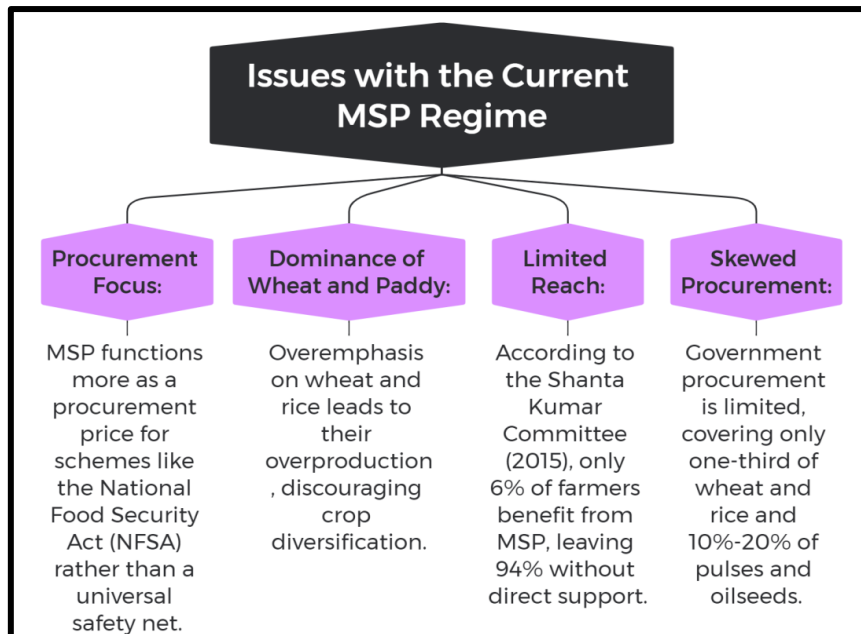 Issues with the Current
MSP Regime
Procurement
Focus:
MSP functions
more as a
procurement
price for
schemes like
the National
Food Security
Act (NFSA)
rather than a
universal
safety net.
Dominance of
Wheat and Paddy:
Overemphasis
on wheat and
rice leads to
their
overproduction
, discouraging
crop
diversification.
Limited
Reach:
According to
the Shanta
Kumar
Committee
(2015), only
6% of farmers
benefit from
MSP, leaving
94% without
direct support.
Skewed
Procurement:
Government
procurement
is limited,
covering only
one-third of
wheat and
rice and
10%-20% of
pulses and
oilseeds.